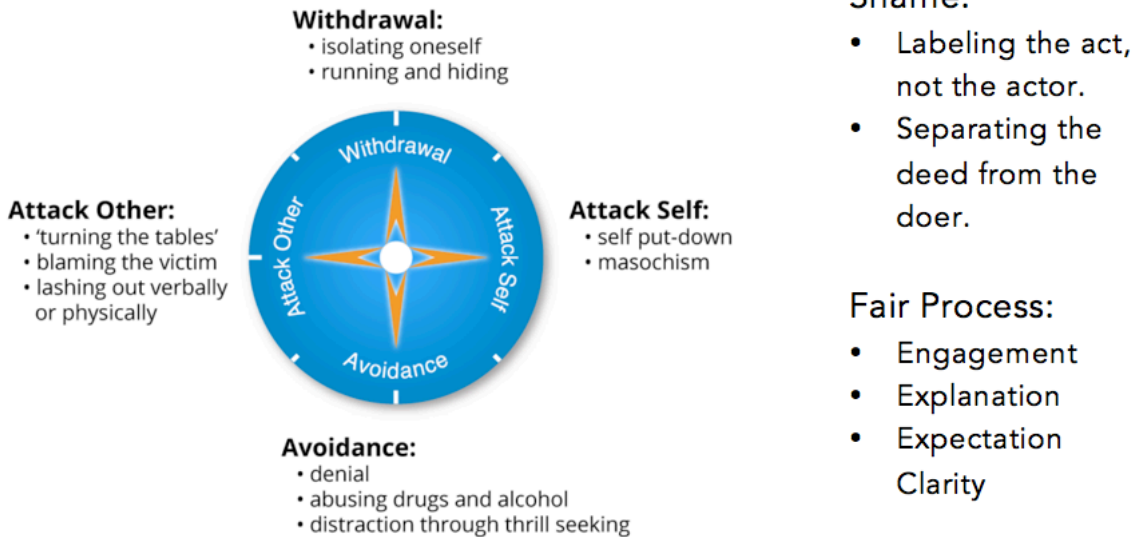 Withdrawal:
• isolating oneself
• running and hiding
Withdrawal
Attack Other
Attack Self
Avoidance
Attack Other:
• ‘turning the tables’
• blaming the victim
• lashing out verbally
or physically
Attack Self:
• self put-down
• masochism
Avoidance:
• denial
• abusing drugs and alcohol
• distraction through thrill seeking
Shame:
• Labeling the act,
not the actor.
• Separating the
deed from the
doer.
Fair Process:
• Engagement
• Explanation
• Expectation
Clarity